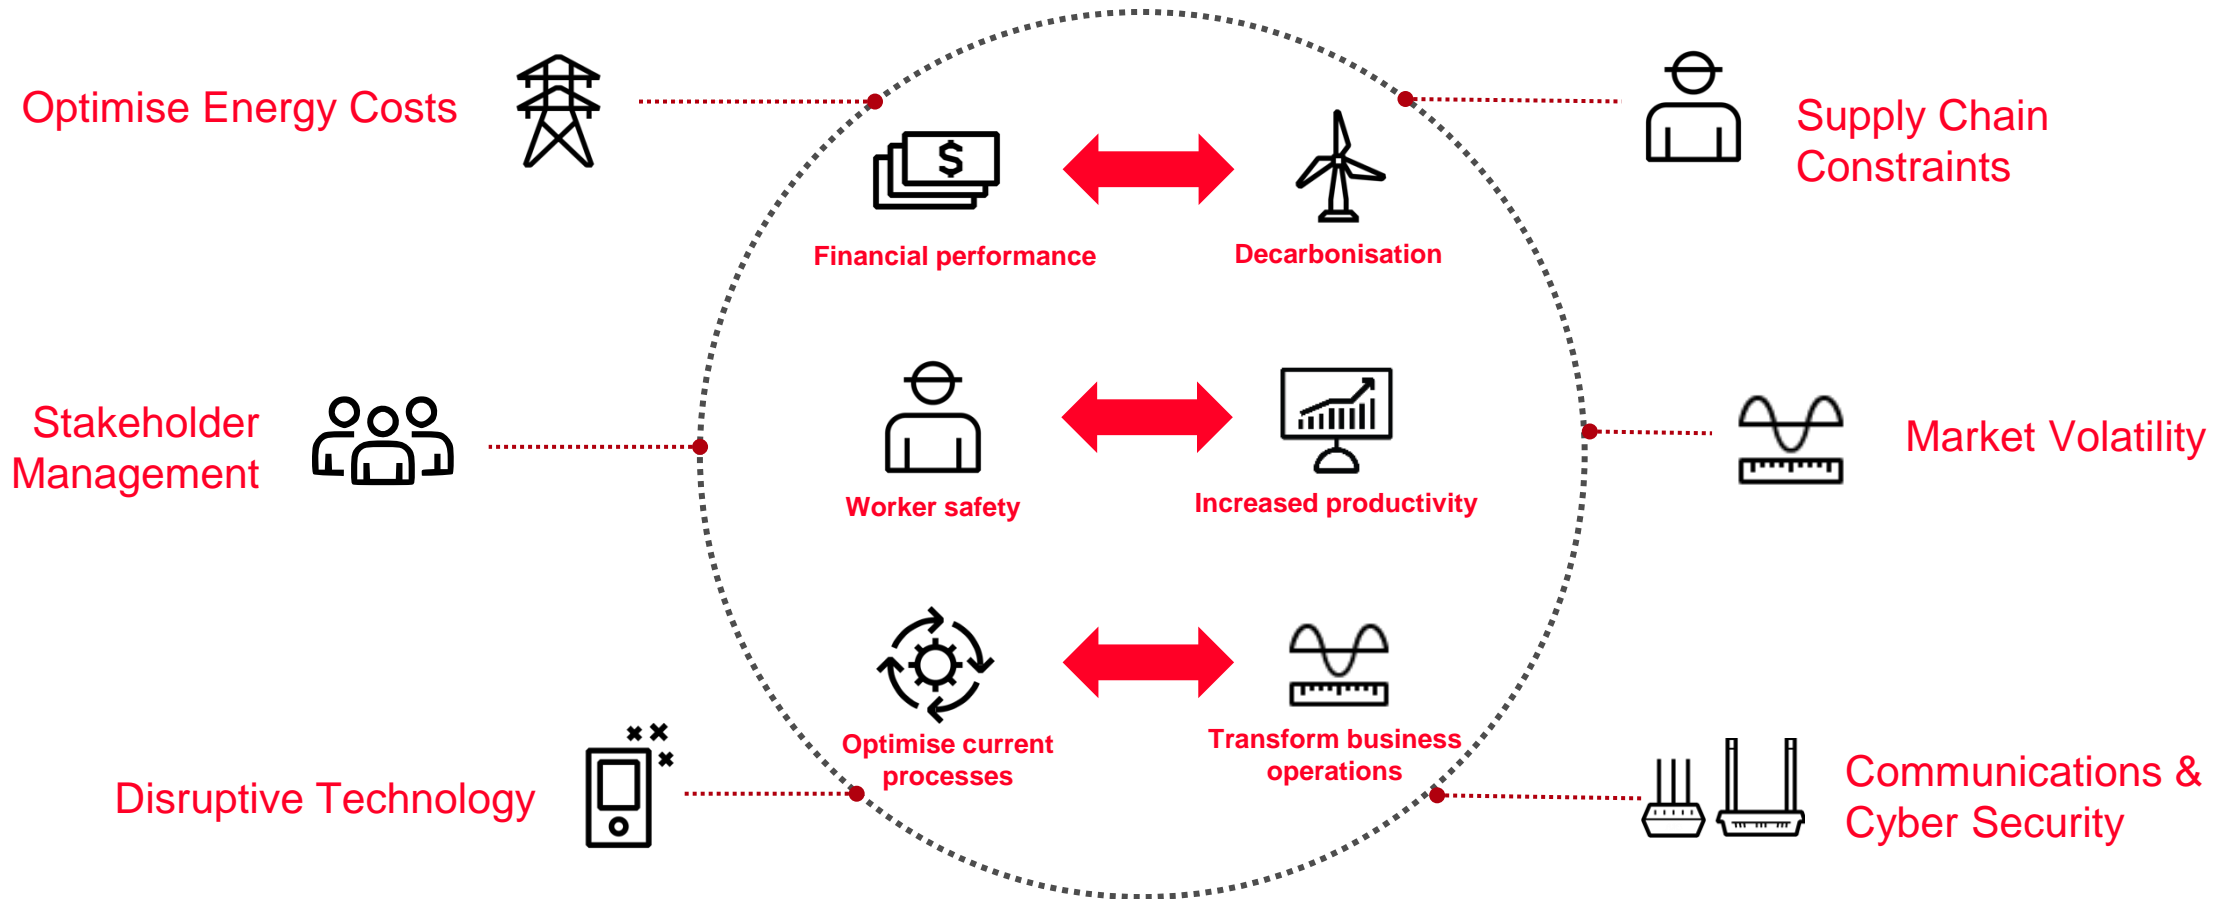 Optimise Energy Costs
Supply Chain
Constraints
$
Financial performance
Decarbonisation
Stakeholder
Management
Market Volatility
Worker safety
Increased productivity
Optimise current
processes
Transform business
operations
Disruptive Technology
Communications &
Cyber Security